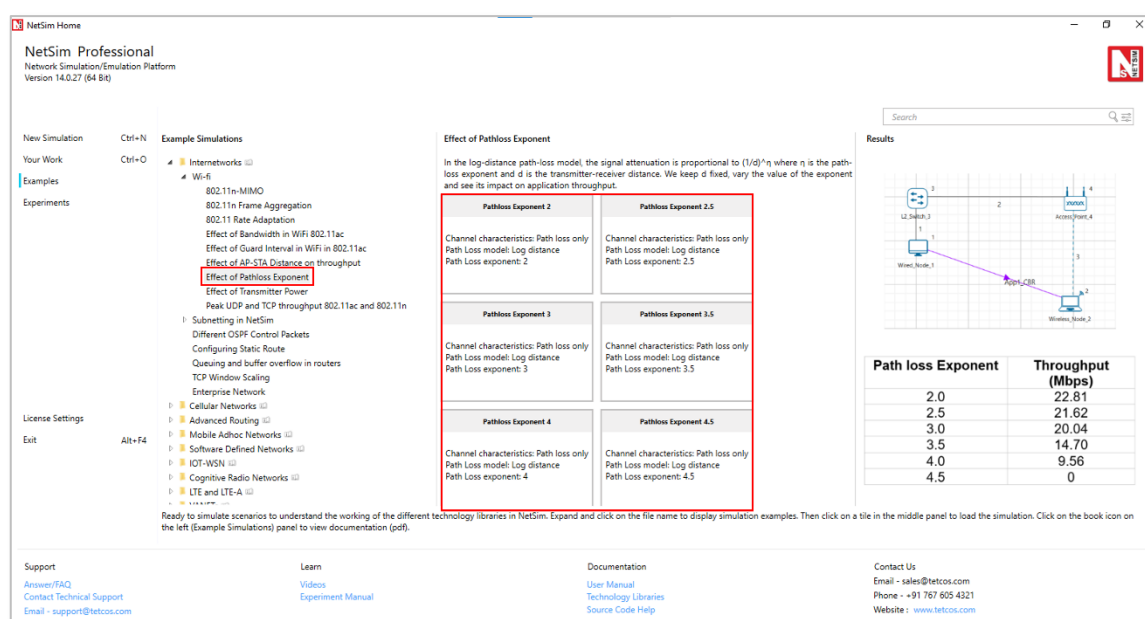 NetSim Home
NetSim Professional
Network Simulation/Emulation Platform
Version 14.0.27 (64 Bit)
NETSIM
Search
New Simulation Ctrl+N
Your Work Ctrl+O
Examples
Experiments
License Settings
Exit Alt+F4
Example Simulations
Internetworks
Wi-fi
802.11n-MIMO
802.11n Frame Aggregation
802.11 Rate Adaptation
Effect of Bandwidth in WiFi 802.11ac
Effect of Guard Interval in WiFi in 802.11ac
Effect of AP-STA Distance on throughput
Effect of Pathloss Exponent
Effect of Transmitter Power
Peak UDP and TCP throughput 802.11ac and 802.11n
Subnetting in NetSim
Different OSPF Control Packets
Configuring Static Route
Queuing and buffer overflow in routers
TCP Window Scaling
Enterprise Network
Cellular Networks
Advanced Routing
Mobile Adhoc Networks
Software Defined Networks
IOT-WSN
Cognitive Radio Networks
LTE and LTE-A
Effect of Pathloss Exponent
In the log-distance path-loss model, the signal attenuation is proportional to (1/d)^η where η is the path-
loss exponent and d is the transmitter-receiver distance. We keep d fixed, vary the value of the exponent
and see its impact on application throughput.
Pathloss Exponent 2
Channel characteristics: Path loss only
Path Loss model: Log distance
Path Loss exponent: 2
Pathloss Exponent 2.5
Channel characteristics: Path loss only
Path Loss model: Log distance
Path Loss exponent: 2.5
Pathloss Exponent 3
Channel characteristics: Path loss only
Path Loss model: Log distance
Path Loss exponent: 3
Pathloss Exponent 3.5
Channel characteristics: Path loss only
Path Loss model: Log distance
Path Loss exponent: 3.5
Pathloss Exponent 4
Channel characteristics: Path loss only
Path Loss model: Log distance
Path Loss exponent: 4
Pathloss Exponent 4.5
Channel characteristics: Path loss only
Path Loss model: Log distance
Path Loss exponent: 4.5
Results
2
4
2
L2_Switch_3
Access_Point_4
1
1
3
Wired_Node_1
App1_CBR
2
Wireless_Node_2
Path loss Exponent Throughput
(Mbps)
2.0 22.81
2.5 21.62
3.0 20.04
3.5 14.70
4.0 9.56
4.5 0
Ready to simulate scenarios to understand the working of the different technology libraries in NetSim. Expand and click on the file name to display simulation examples. Then click on a tile in the middle panel to load the simulation. Click on the book icon on
the left (Example Simulations) panel to view documentation (pdf).
Support
Answer/FAQ
Contact Technical Support
Email - support@tetcos.com
Learn
Videos
Experiment Manual
Documentation
User Manual
Technology Libraries
Source Code Help
Contact Us
Email - sales@tetcos.com
Phone - +91 767 605 4321
Website : www.tetcos.com